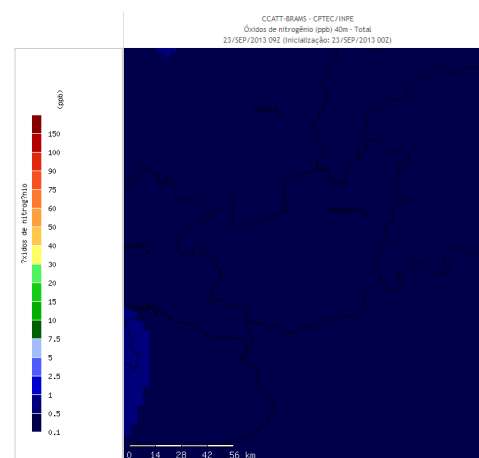 CCATT-BRAMS - CPTEC/INPE
Óxidos de nitrogênio (ppb) 40m - Total
23/SEP/2013 09Z (Inicialização: 23/SEP/2013 00Z)
(ppb)
?xidos de nitrog?nio
150
100
90
75
60
50
40
30
20
15
10
7.5
5
2.5
1
0.5
0.1
0 14 28 42 56 km